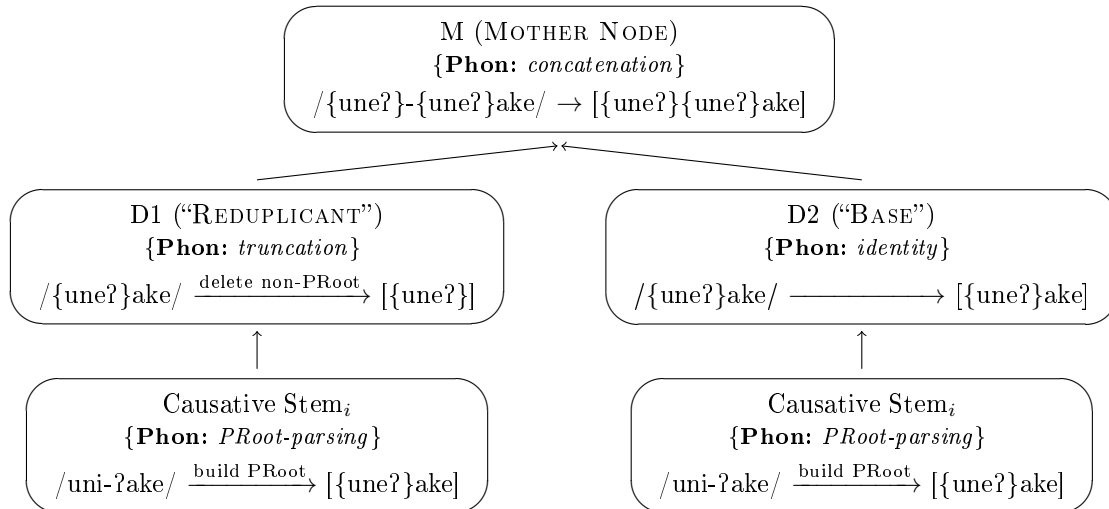 M (MOTHER NODE)
{Phon: concatenation}
/{uneʔ}-{uneʔ}ake/ → [{uneʔ}{uneʔ}ake]
D1 (“REDUPLICANT”)
{Phon: truncation}
/{uneʔ}ake/ delete non-PRoot → [{uneʔ}]
D2 (“BASE”)
{Phon: identity}
/{uneʔ}ake/ → [{uneʔ}ake]
Causative Stemᵢ
{Phon: PRoot-parsing}
/uni-ʔake/ build PRoot → [{uneʔ}ake]
Causative Stemᵢ
{Phon: PRoot-parsing}
/uni-ʔake/ build PRoot → [{uneʔ}ake]